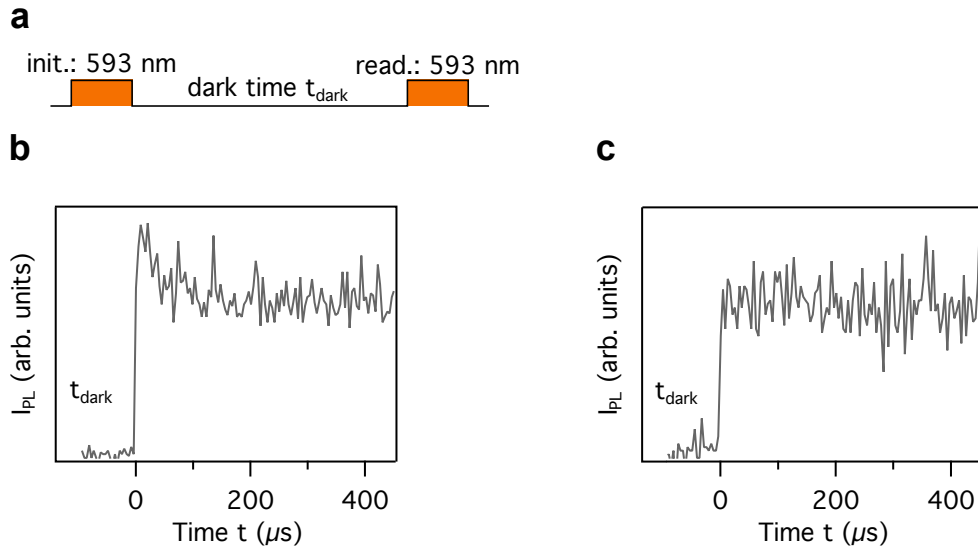 a
init.: 593 nm
read.: 593 nm
dark time t_dark
b
c
I_PL (arb. units)
t_dark
0
200
400
Time t (μs)
I_PL (arb. units)
t_dark
0
200
400
Time t (μs)